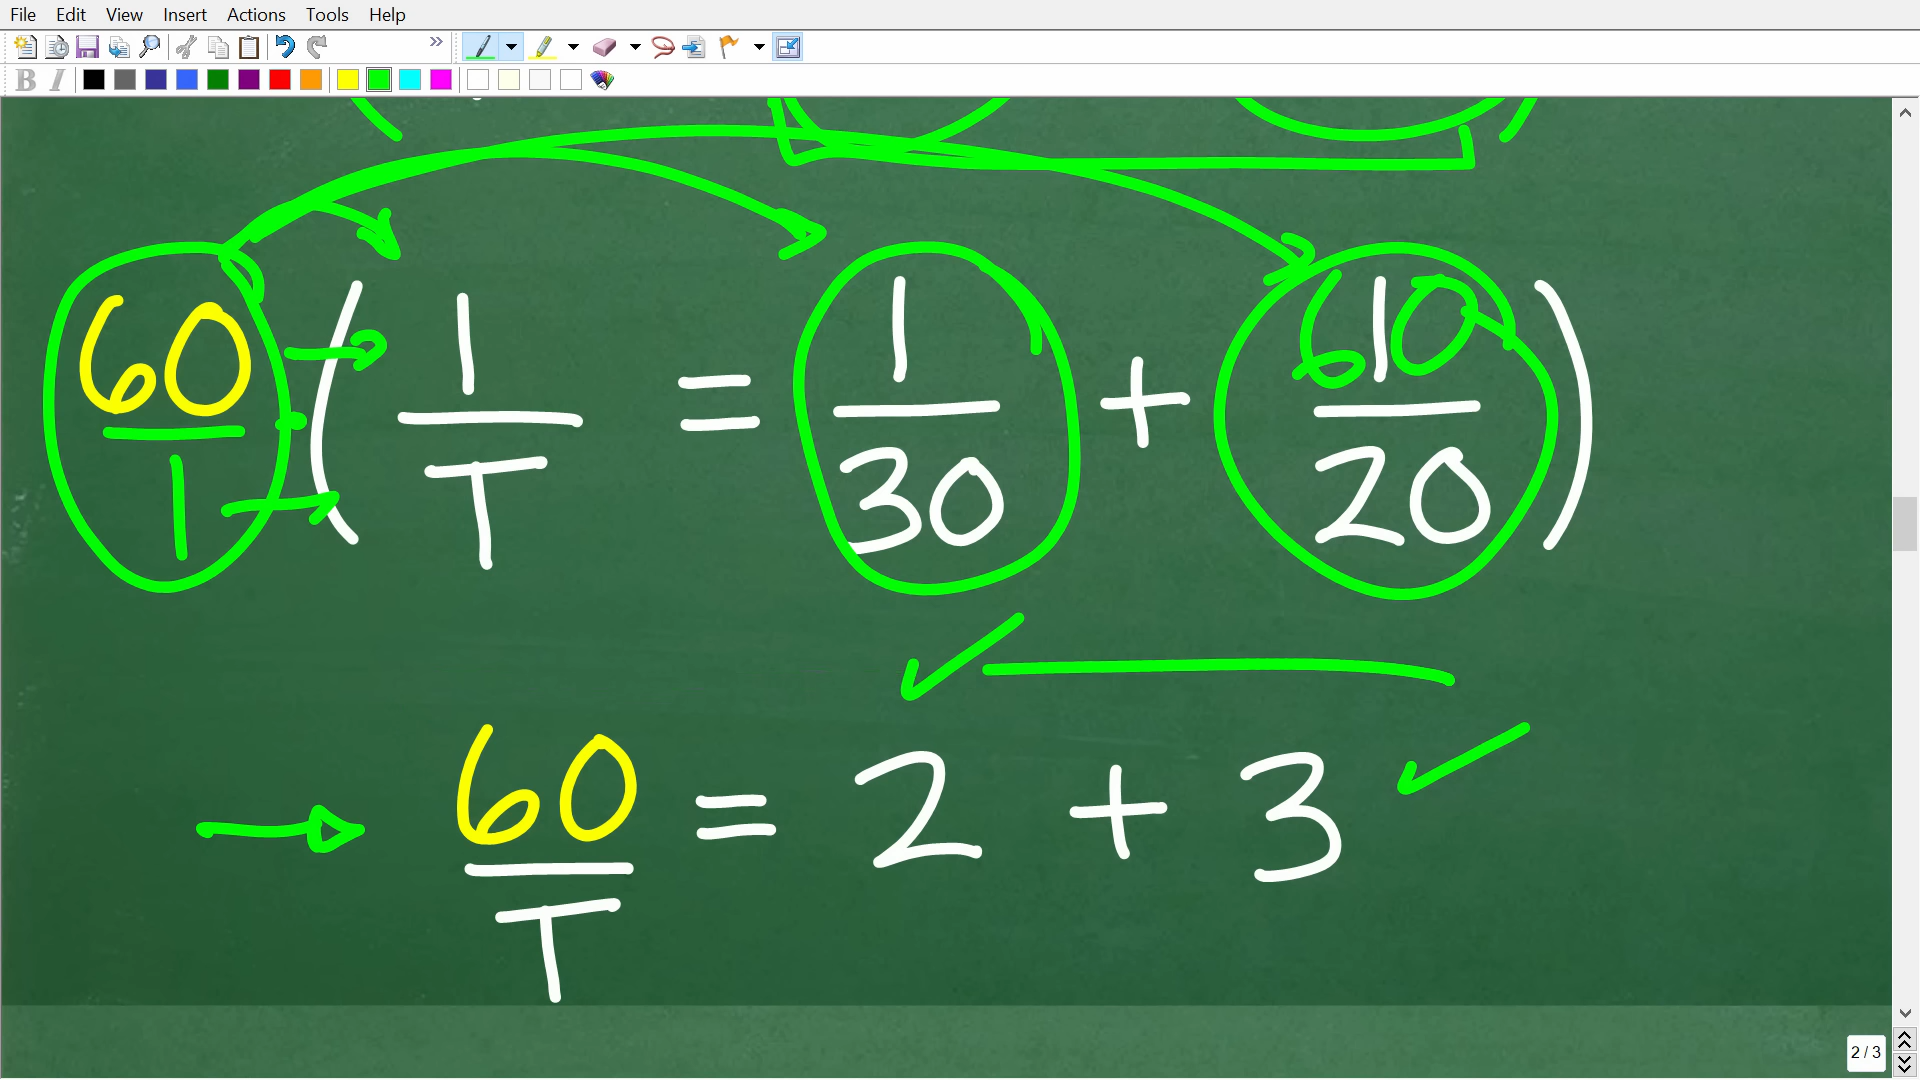 File Edit View Insert Actions Tools Help
B I
60/1 ( 1/T = 1/30 + 1/20 )
60
60/T = 2 + 3
2 / 3